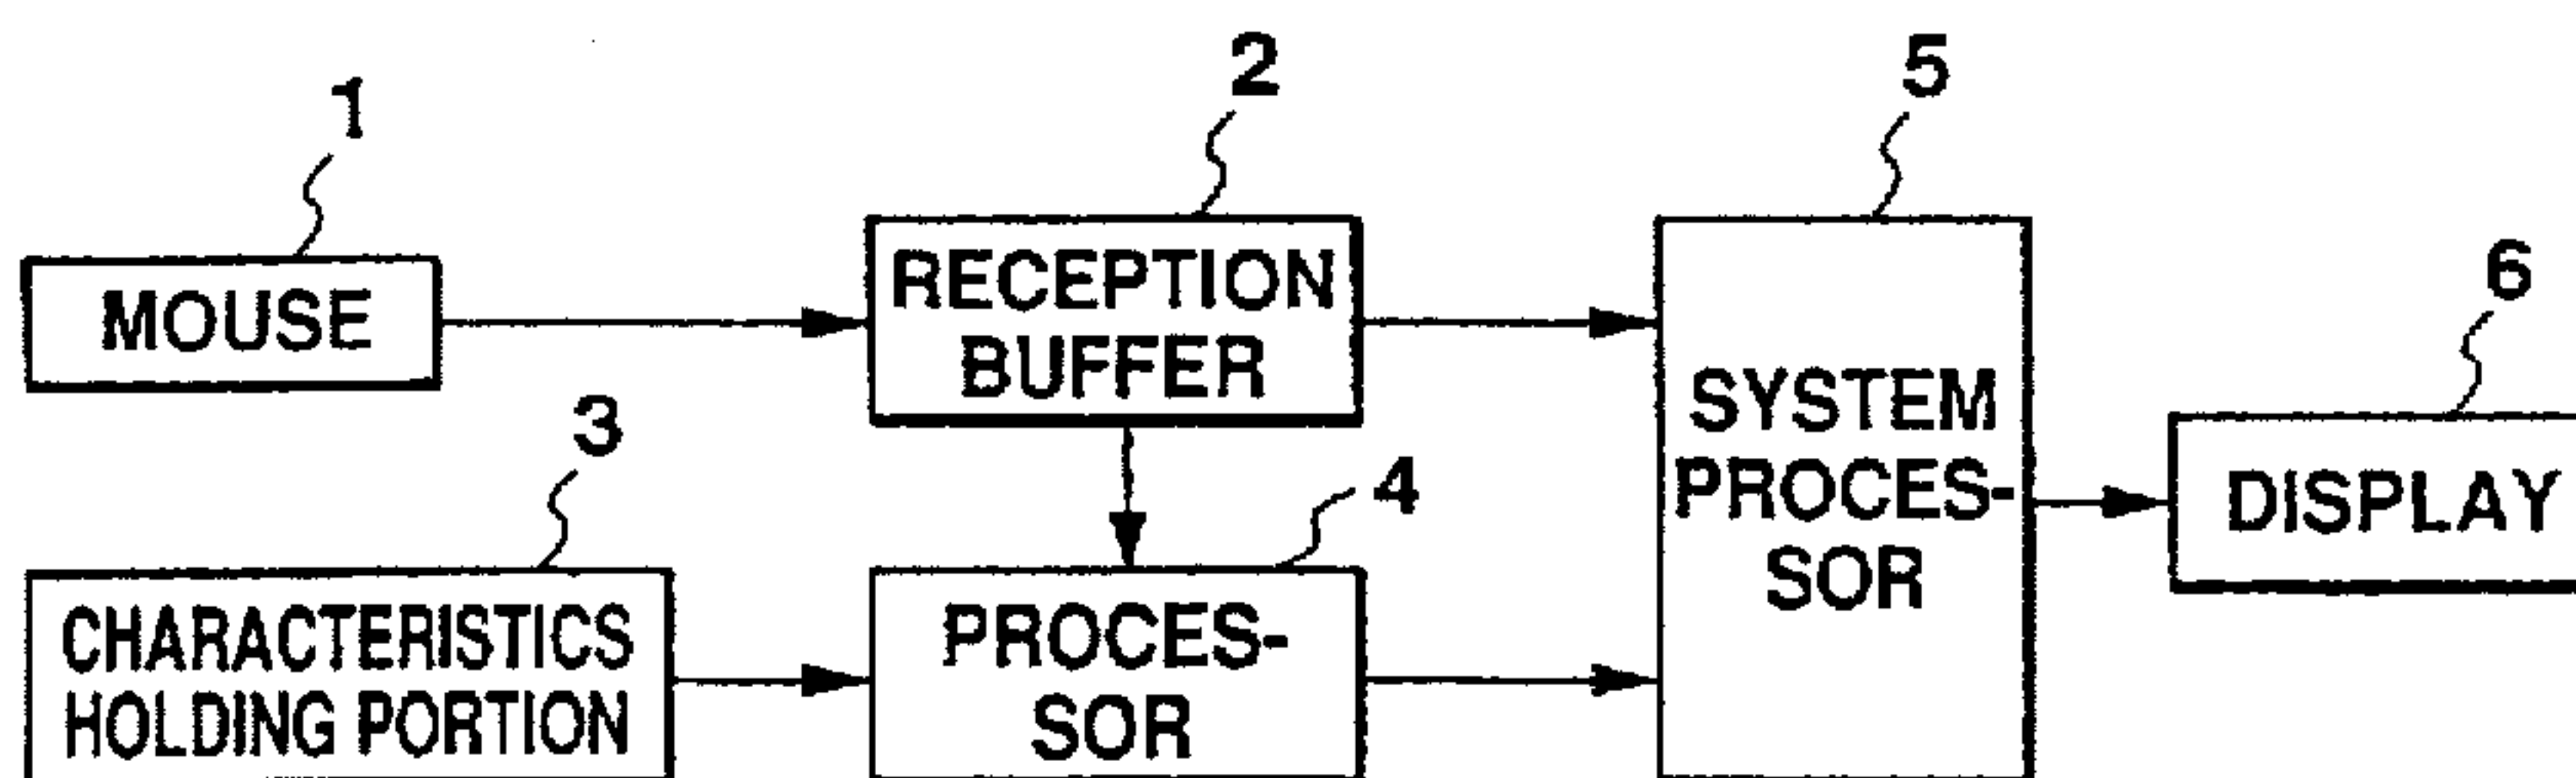 1
2
5
MOUSE
RECEPTION
BUFFER
6
SYSTEM
PROCES-
SOR
DISPLAY
3
4
CHARACTERISTICS
HOLDING PORTION
PROCES-
SOR